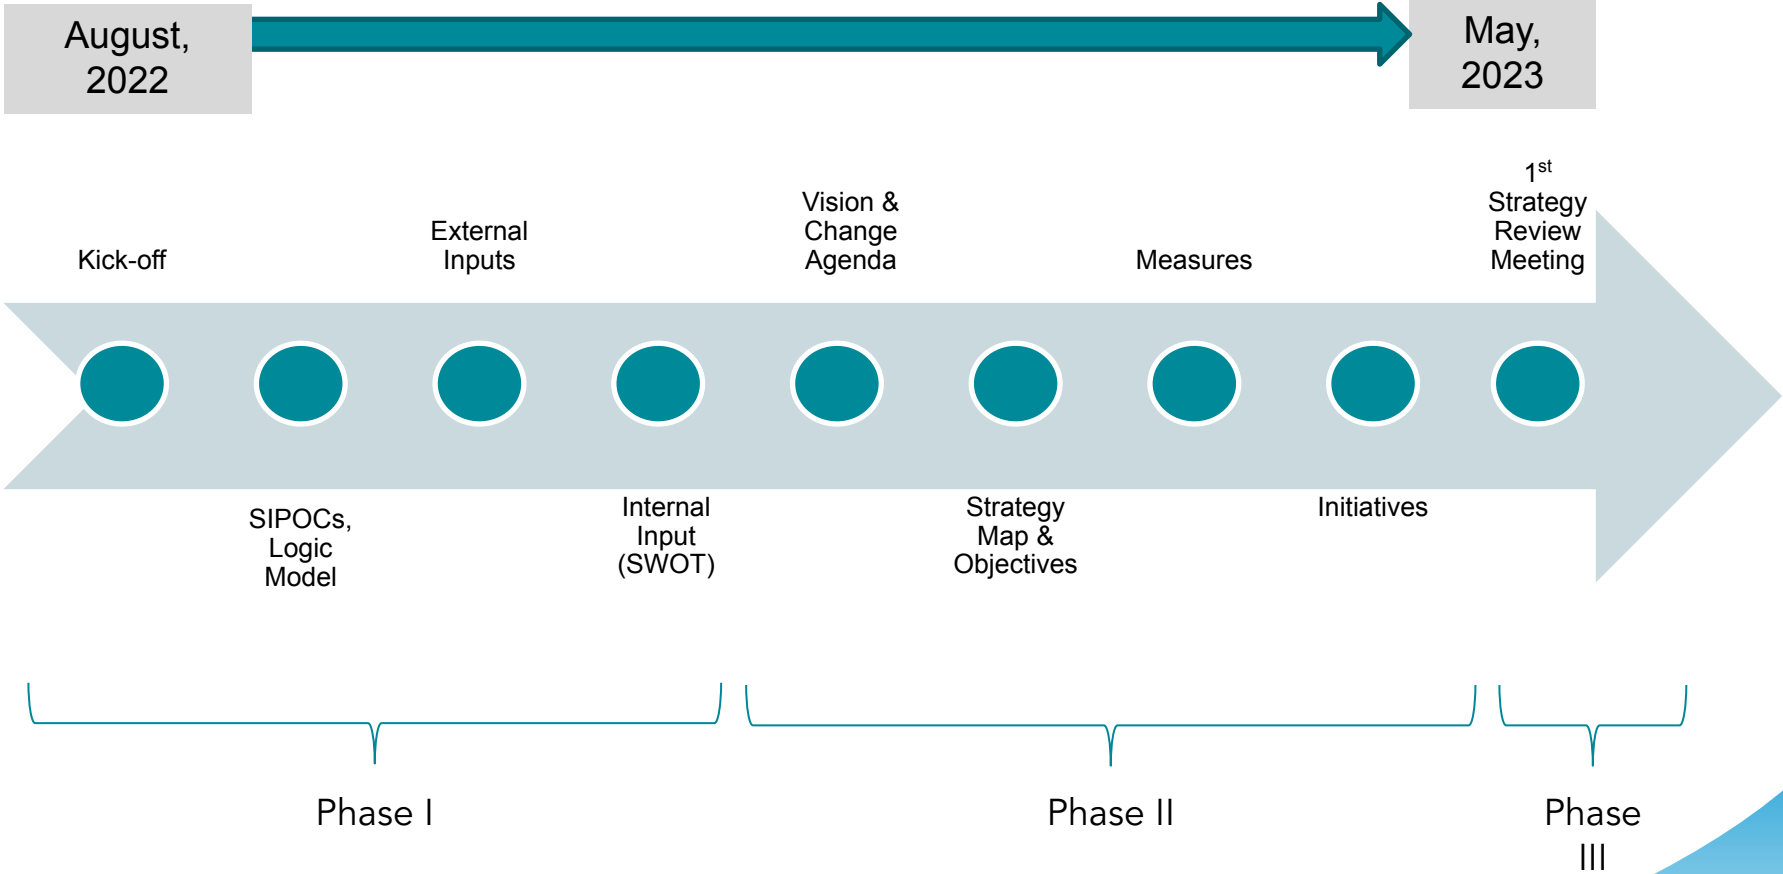 August,
2022
May,
2023
Kick-off
External
Inputs
Vision &
Change
Agenda
Measures
1st
Strategy
Review
Meeting
SIPOCs,
Logic
Model
Internal
Input
(SWOT)
Strategy
Map &
Objectives
Initiatives
Phase I
Phase II
Phase
III